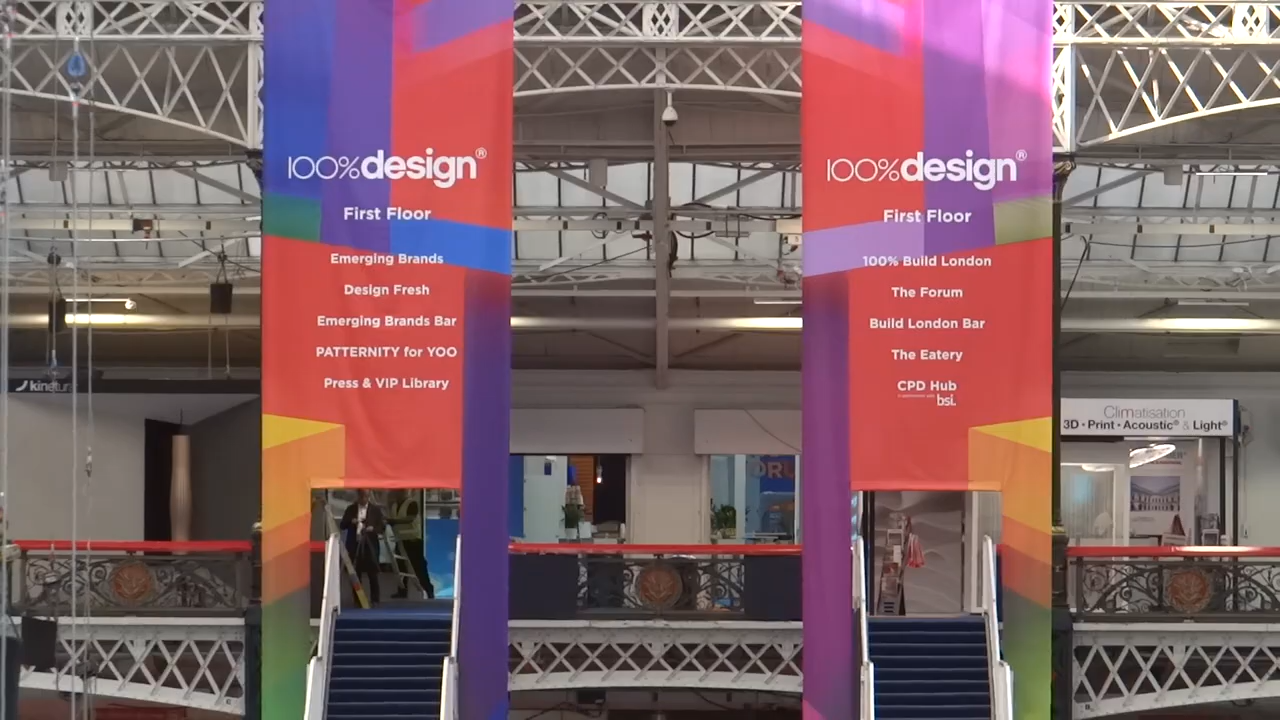 100%design®
First Floor
Emerging Brands
Design Fresh
Emerging Brands Bar
PATTERNITY for YOO
Press & VIP Library
100%design®
First Floor
100% Build London
The Forum
Build London Bar
The Eatery
CPD Hub
bsi.
Climatisation
3D • Print • Acoustic® & Light®